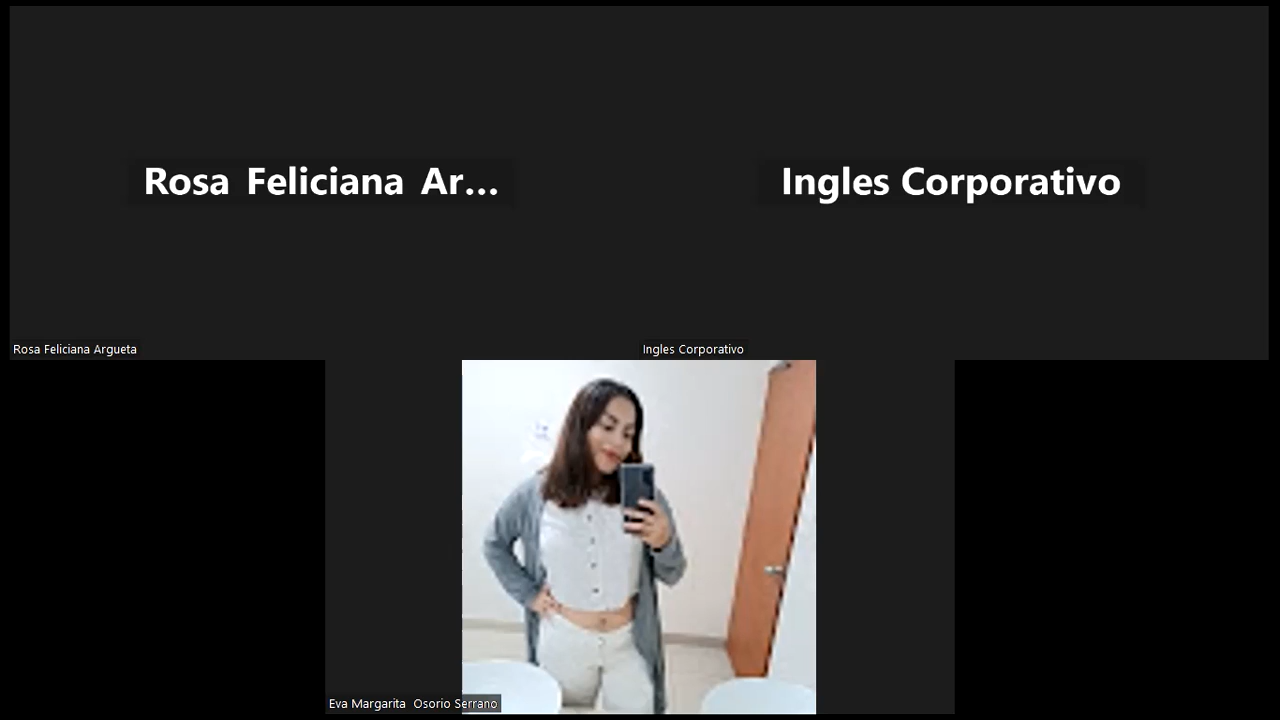 Rosa Feliciana Ar...
Ingles Corporativo
Rosa Feliciana Argueta
Ingles Corporativo
Eva Margarita Osorio Serrano